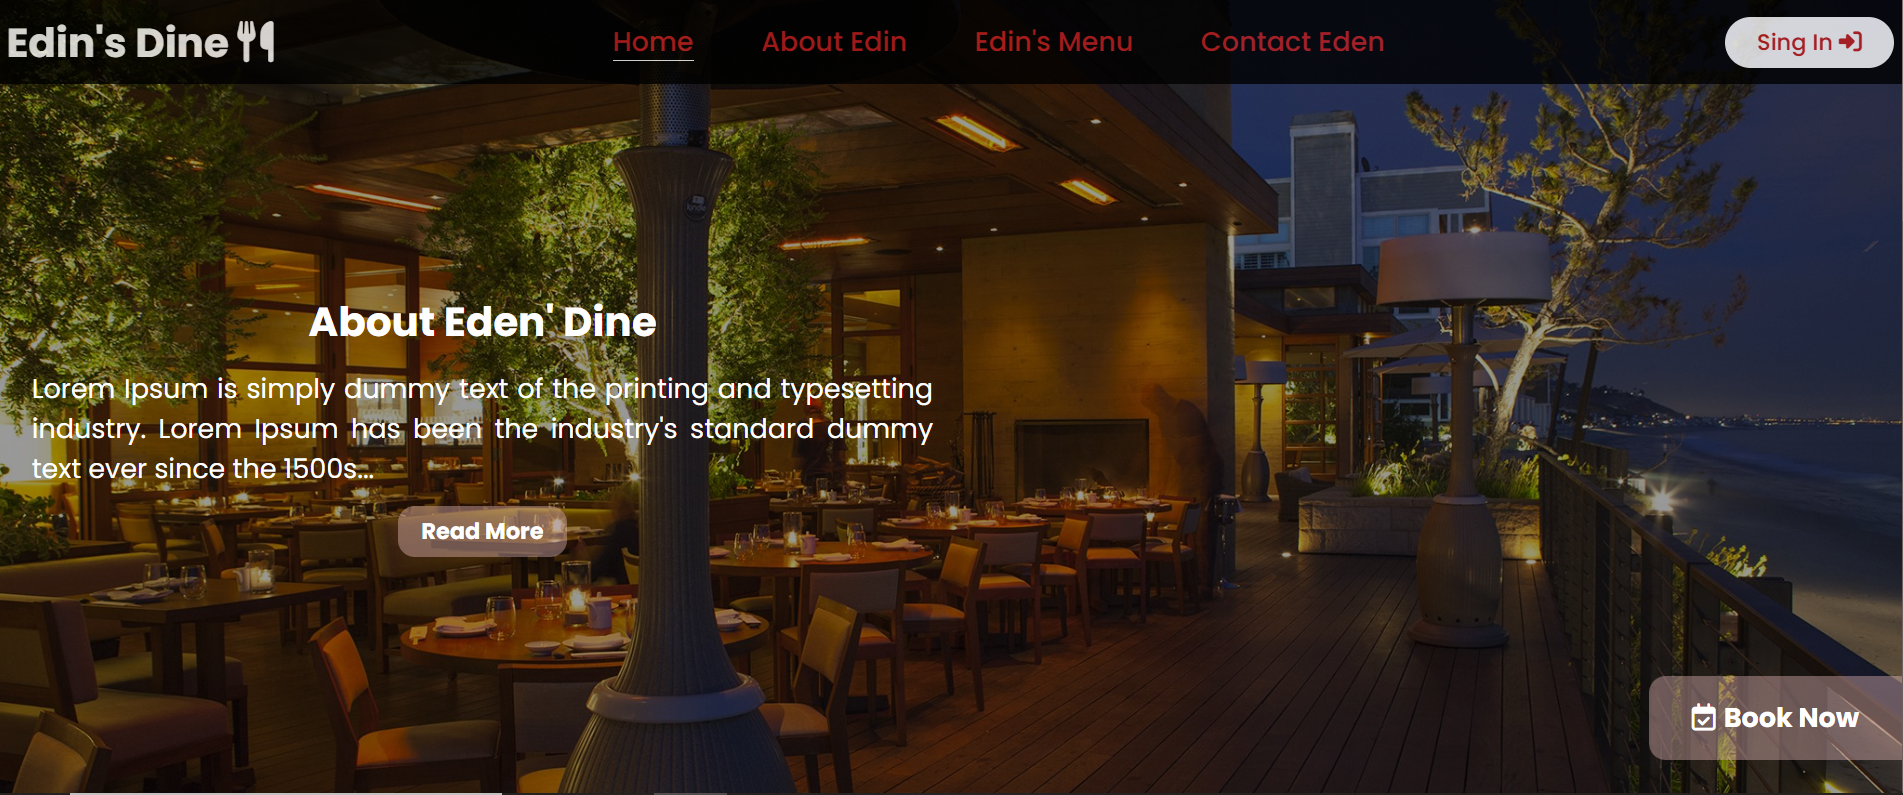 Edin's Dine
Home About Edin Edin's Menu Contact Eden
Sing In
About Eden' Dine
Lorem Ipsum is simply dummy text of the printing and typesetting
industry. Lorem Ipsum has been the industry's standard dummy
text ever since the 1500s...
Read More
Book Now